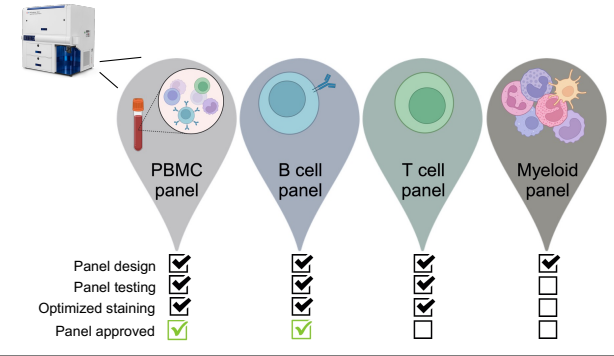 PBMC
panel
B cell
panel
T cell
panel
Myeloid
panel
Panel design
Panel testing
Optimized staining
Panel approved